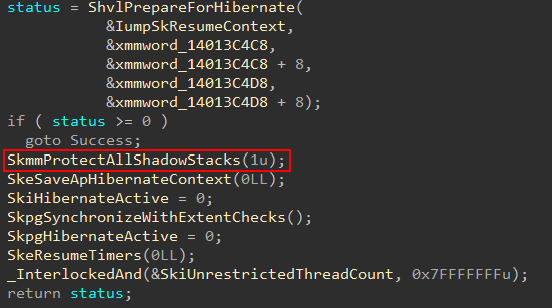 status = ShvlPrepareForHibernate(
&IumpSkResumeContext,
&xmmword_14013C4C8,
&xmmword_14013C4C8 + 8,
&xmmword_14013C4D8,
&xmmword_14013C4D8 + 8);
if ( status >= 0 )
goto Success;
SkmmProtectAllShadowStacks(1u);
SkeSaveApHibernateContext(0LL);
SkiHibernateActive = 0;
SkpgSynchronizeWithExtentChecks();
SkpgHibernateActive = 0;
SkeResumeTimers(0LL);
_InterlockedAnd(&SkiUnrestrictedThreadCount, 0x7FFFFFFFu);
return status;